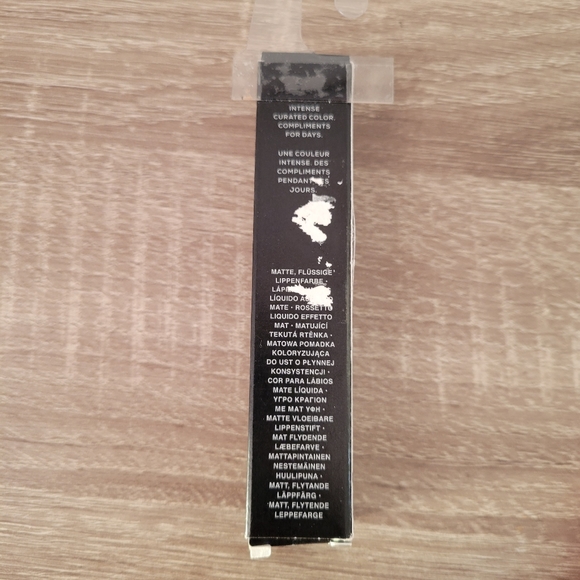 INTENSE
CURATED COLOR.
COMPLIMENTS
FOR DAYS.
UNE COULEUR
INTENSE. DES
COMPLIMENTS
JOURS.
MATTE, FLÜSSIGE
LIPPENFARBE •
LÍQUIDO
MATE • ROSSETTO
LIQUIDO EFFETTO
MAT • MATUJÍCÍ
TEKUTÁ RTĚNKA •
MATOWA POMADKA
KOLORYZUJĄCA
DO UST O PŁYNNEJ
KONSYSTENCJI •
COR PARA LÁBIOS
MATE LÍQUIDA •
ΥΓΡΟ ΚΡΑΓΙΟΝ
ΜΕ ΜΑΤ ΥΦΗ •
MATTE VLOEIBARE
LIPPENSTIFT •
MAT FLYDENDE
LÆBEFARVE •
MATTAPINTAINEN
NESTEMÄINEN
HUULIPUNA •
MATT, FLYTANDE
LÄPPFÄRG •
MATT, FLYTENDE
LEPPEFARGE